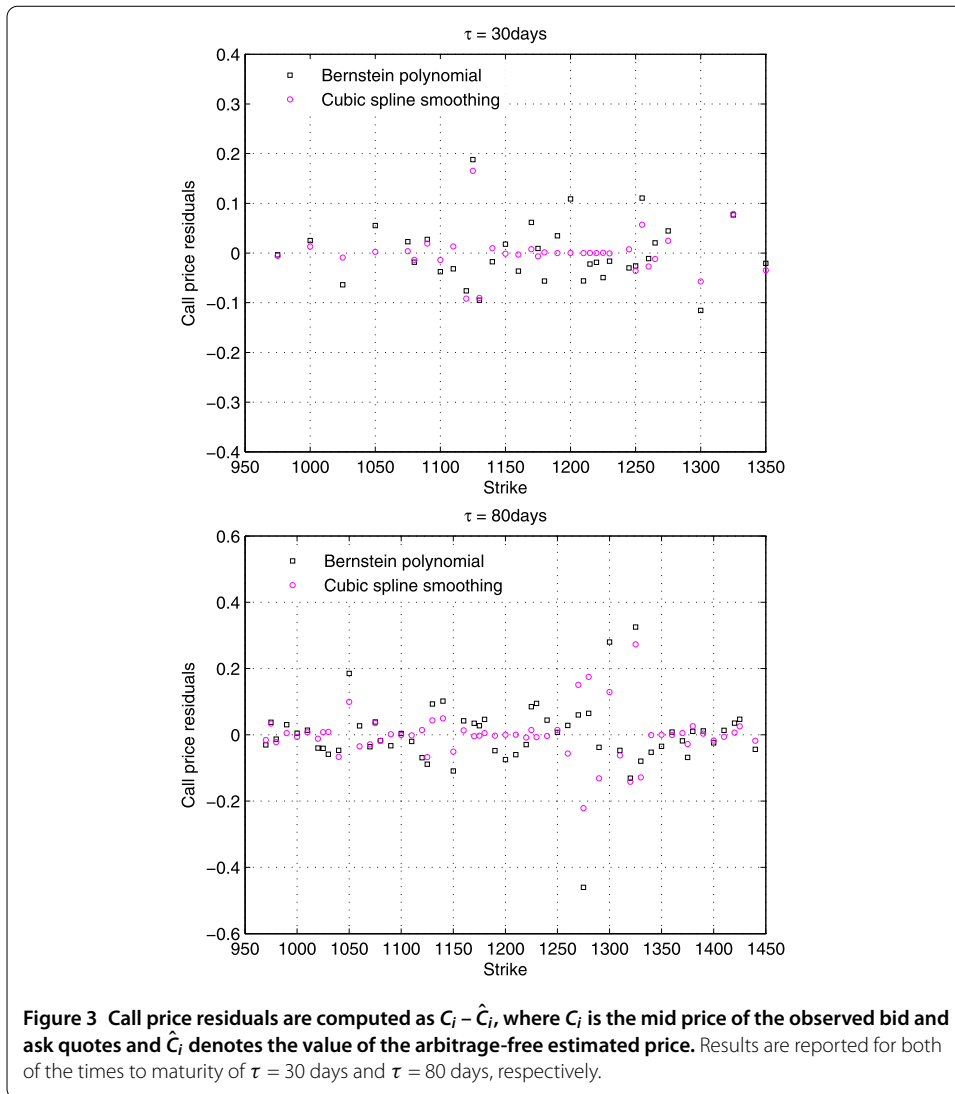 τ = 30days
0.4
0.3
0.2
0.1
0
−0.1
−0.2
−0.3
−0.4
Call price residuals
Bernstein polynomial
Cubic spline smoothing
950 1000 1050 1100 1150 1200 1250 1300 1350
Strike
τ = 80days
0.6
0.4
0.2
0
−0.2
−0.4
−0.6
Call price residuals
Bernstein polynomial
Cubic spline smoothing
950 1000 1050 1100 1150 1200 1250 1300 1350 1400 1450
Strike
Figure 3 Call price residuals are computed as Cᵢ – Ĉᵢ, where Cᵢ is the mid price of the observed bid and
ask quotes and Ĉᵢ denotes the value of the arbitrage-free estimated price. Results are reported for both
of the times to maturity of τ = 30 days and τ = 80 days, respectively.